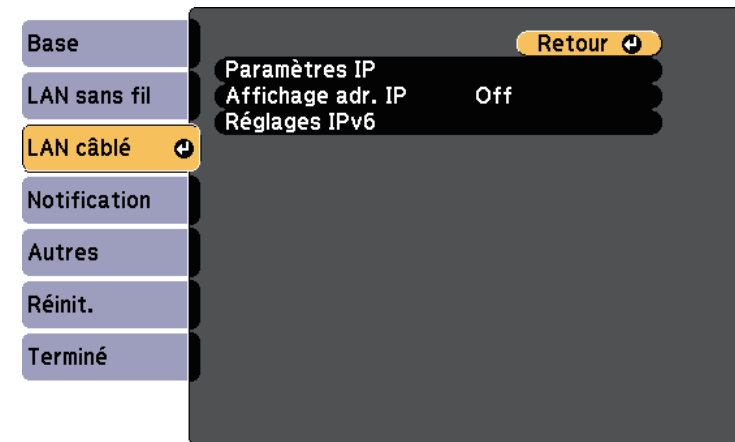 Base
LAN sans fil
LAN câblé
Notification
Autres
Réinit.
Terminé
Retour
Paramètres IP
Affichage adr. IP Off
Réglages IPv6